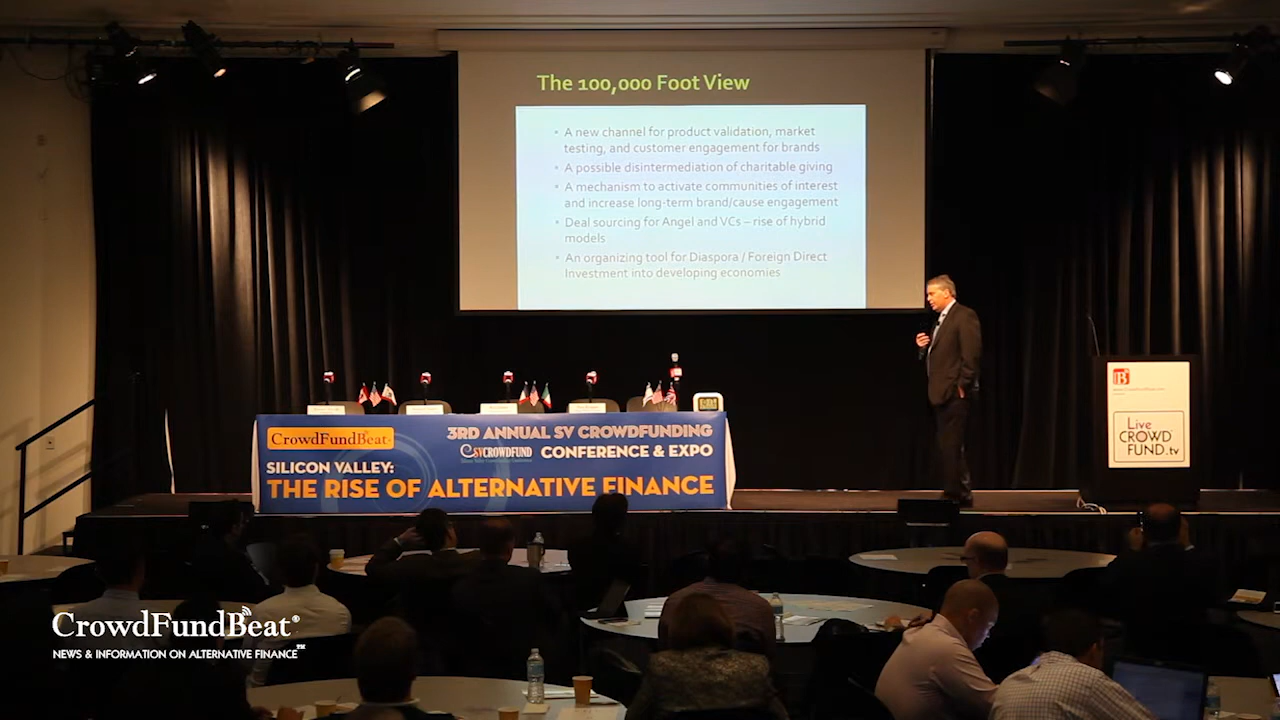 The 100,000 Foot View
• A new channel for product validation, market
testing, and customer engagement for brands
• A possible disintermediation of charitable giving
• A mechanism to activate communities of interest
and increase long-term brand/cause engagement
• Deal sourcing for Angel and VCs – rise of hybrid
models
• An organizing tool for Diaspora / Foreign Direct
Investment into developing economies
CrowdFundBeat
3RD ANNUAL SV CROWDFUNDING
SVCROWDFUND
CONFERENCE & EXPO
SILICON VALLEY:
THE RISE OF ALTERNATIVE FINANCE
B
Live
CROWD
FUND.tv
CrowdFundBeat®
NEWS & INFORMATION ON ALTERNATIVE FINANCE™